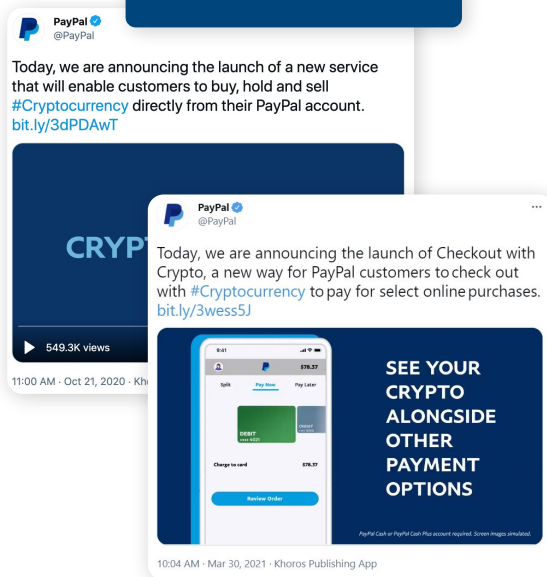 PayPal
@PayPal
Today, we are announcing the launch of a new service
that will enable customers to buy, hold and sell
#Cryptocurrency directly from their PayPal account.
bit.ly/3dPDAwT
CRYP
549.3K views
11:00 AM · Oct 21, 2020 · Kho
PayPal
@PayPal
Today, we are announcing the launch of Checkout with
Crypto, a new way for PayPal customers to check out
with #Cryptocurrency to pay for select online purchases.
bit.ly/3wess5J
9:41
$78.37
Split Pay Now Pay Later
DEBIT
Charge to card $78.37
Review Order
SEE YOUR
CRYPTO
ALONGSIDE
OTHER
PAYMENT
OPTIONS
PayPal Cash or PayPal Cash Plus account required. Screen images simulated.
10:04 AM · Mar 30, 2021 · Khoros Publishing App